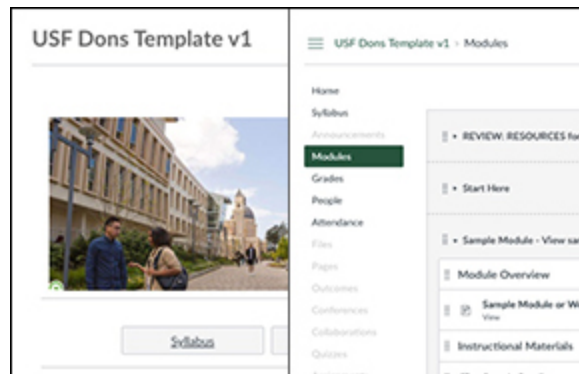 USF Dons Template v1
Syllabus
USF Dons Template v1 › Modules
Home
Syllabus
Announcements
Modules
Grades
People
Attendance
Files
Pages
Outcomes
Conferences
Collaborations
Quizzes
REVIEW: RESOURCES for
Start Here
Sample Module - View sa
Module Overview
Sample Module or W
View
Instructional Materials